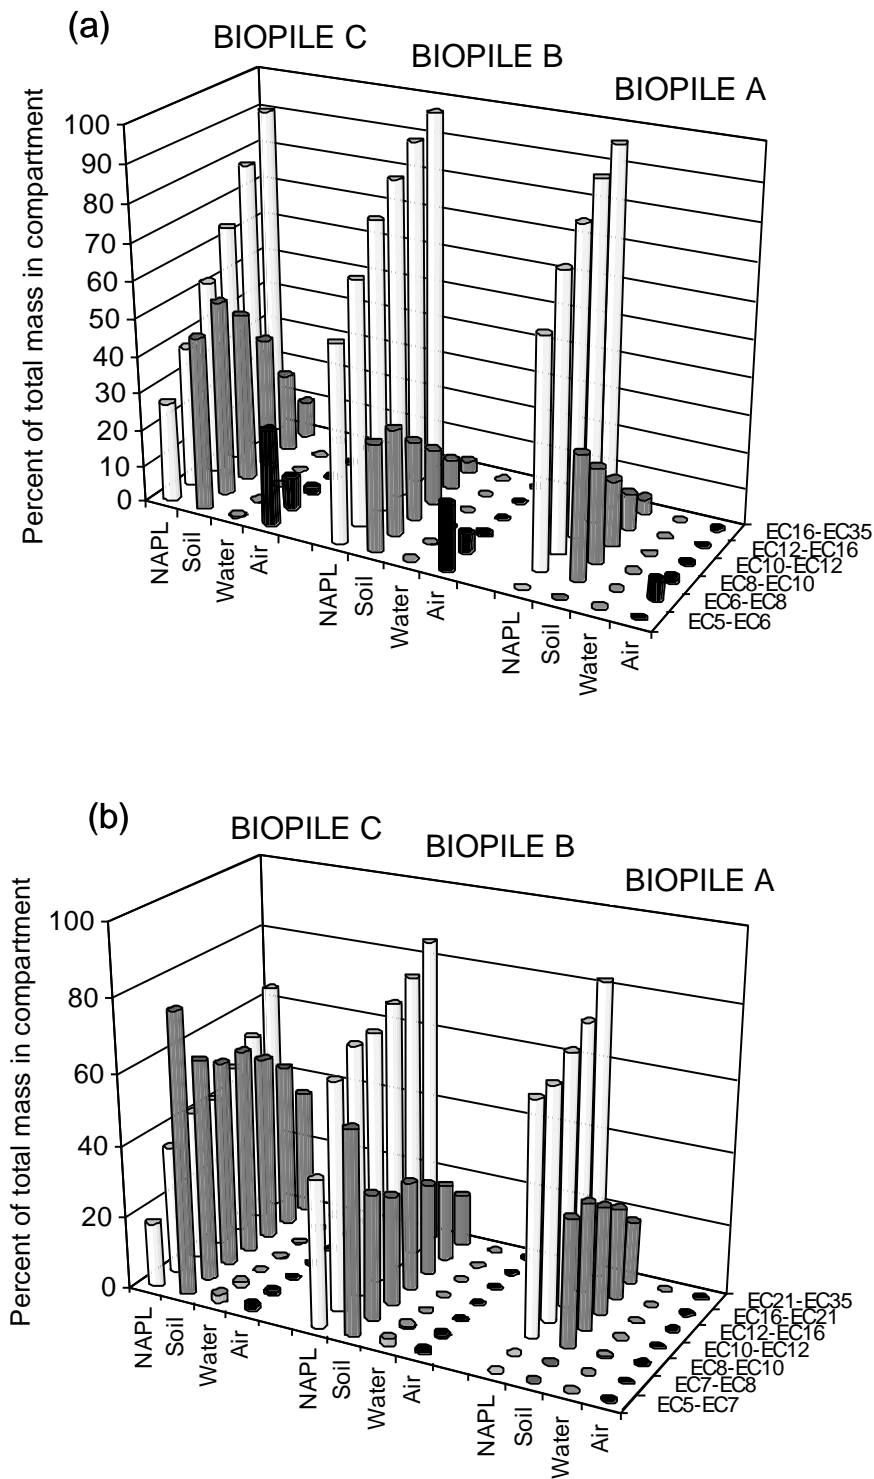 (a)
BIOPILE C
BIOPILE B
BIOPILE A
Percent of total mass in compartment
100
90
80
70
60
50
40
30
20
10
0
NAPL
Soil
Water
Air
NAPL
Soil
Water
Air
NAPL
Soil
Water
Air
EC16-EC35
EC12-EC16
EC10-EC12
EC8-EC10
EC6-EC8
EC5-EC6
(b)
BIOPILE C
BIOPILE B
BIOPILE A
Percent of total mass in compartment
100
80
60
40
20
0
NAPL
Soil
Water
Air
NAPL
Soil
Water
Air
NAPL
Soil
Water
Air
EC21-EC35
EC16-EC21
EC12-EC16
EC10-EC12
EC8-EC10
EC7-EC8
EC5-EC7